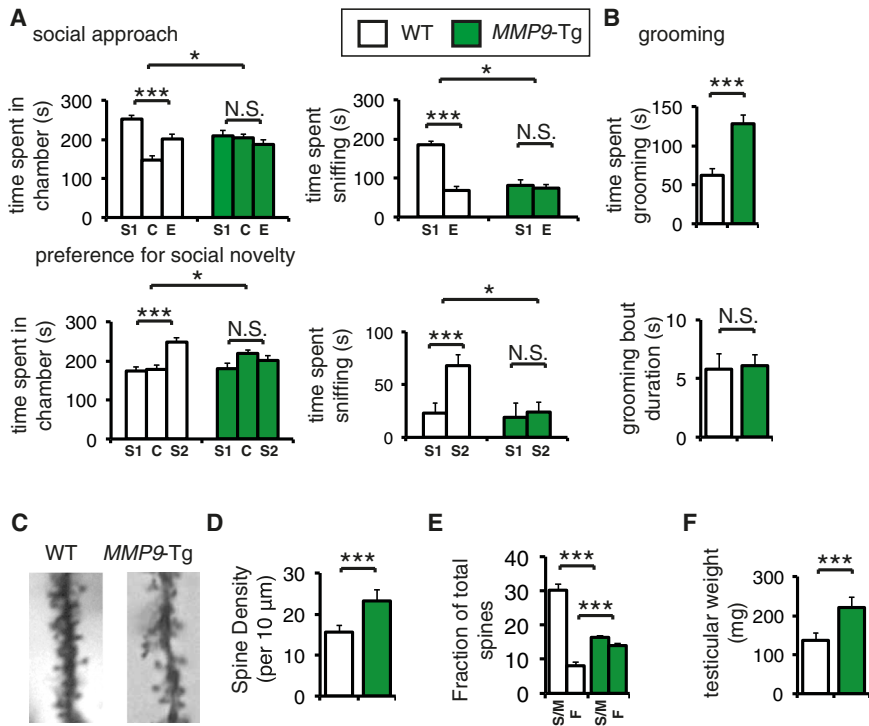 A
social approach
WT
MMP9-Tg
B
grooming
*
***
N.S.
time spent in
chamber (s)
300
200
100
0
S1 C E
S1 C E
*
***
N.S.
time spent
sniffing (s)
300
200
100
0
S1 E
S1 E
***
time spent
grooming (s)
150
100
50
0
preference for social novelty
*
***
N.S.
time spent in
chamber (s)
300
200
100
0
S1 C S2
S1 C S2
*
***
N.S.
time spent
sniffing (s)
100
50
0
S1 S2
S1 S2
N.S.
grooming bout
duration (s)
10
5
0
C
WT
MMP9-Tg
D
***
Spine Density
(per 10 µm)
30
20
10
0
E
***
***
Fraction of total
spines
40
30
20
10
0
S/M
F
S/M
F
F
***
testicular weight
(mg)
300
200
100
0